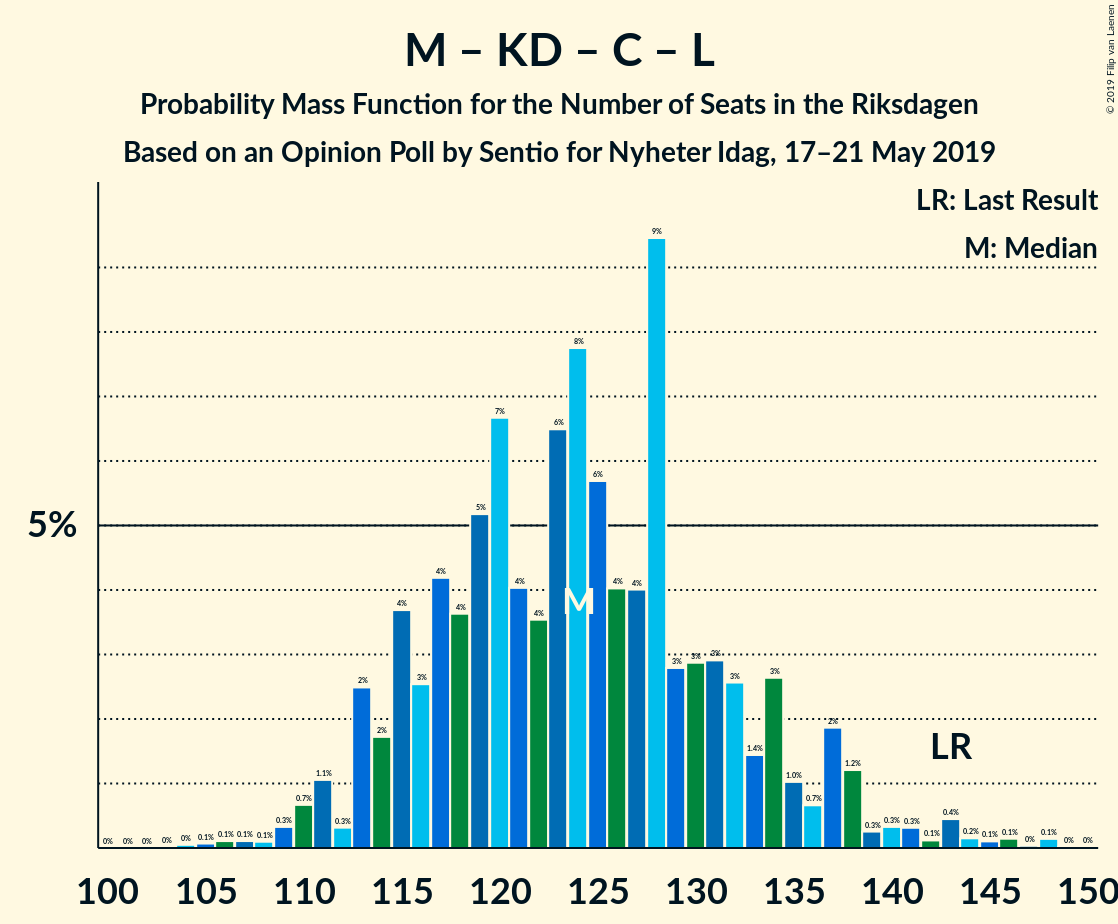 M – KD – C – L
Probability Mass Function for the Number of Seats in the Riksdagen
Based on an Opinion Poll by Sentio for Nyheter Idag, 17–21 May 2019
© 2019 Filip van Laenen
LR: Last Result
M: Median
5%
0% 0% 0% 0% 0% 0.1% 0.1% 0.1% 0.1% 0.3% 0.7% 1.1% 0.3% 2% 2% 4% 3% 4% 4% 5% 7% 4% 4% 6% 8% 6% 4% 4% 9% 3% 3% 3% 3% 1.4% 3% 1.0% 0.7% 2% 1.2% 0.3% 0.3% 0.3% 0.1% 0.4% 0.2% 0.1% 0.1% 0% 0.1% 0% 0%
M
LR
100 105 110 115 120 125 130 135 140 145 150